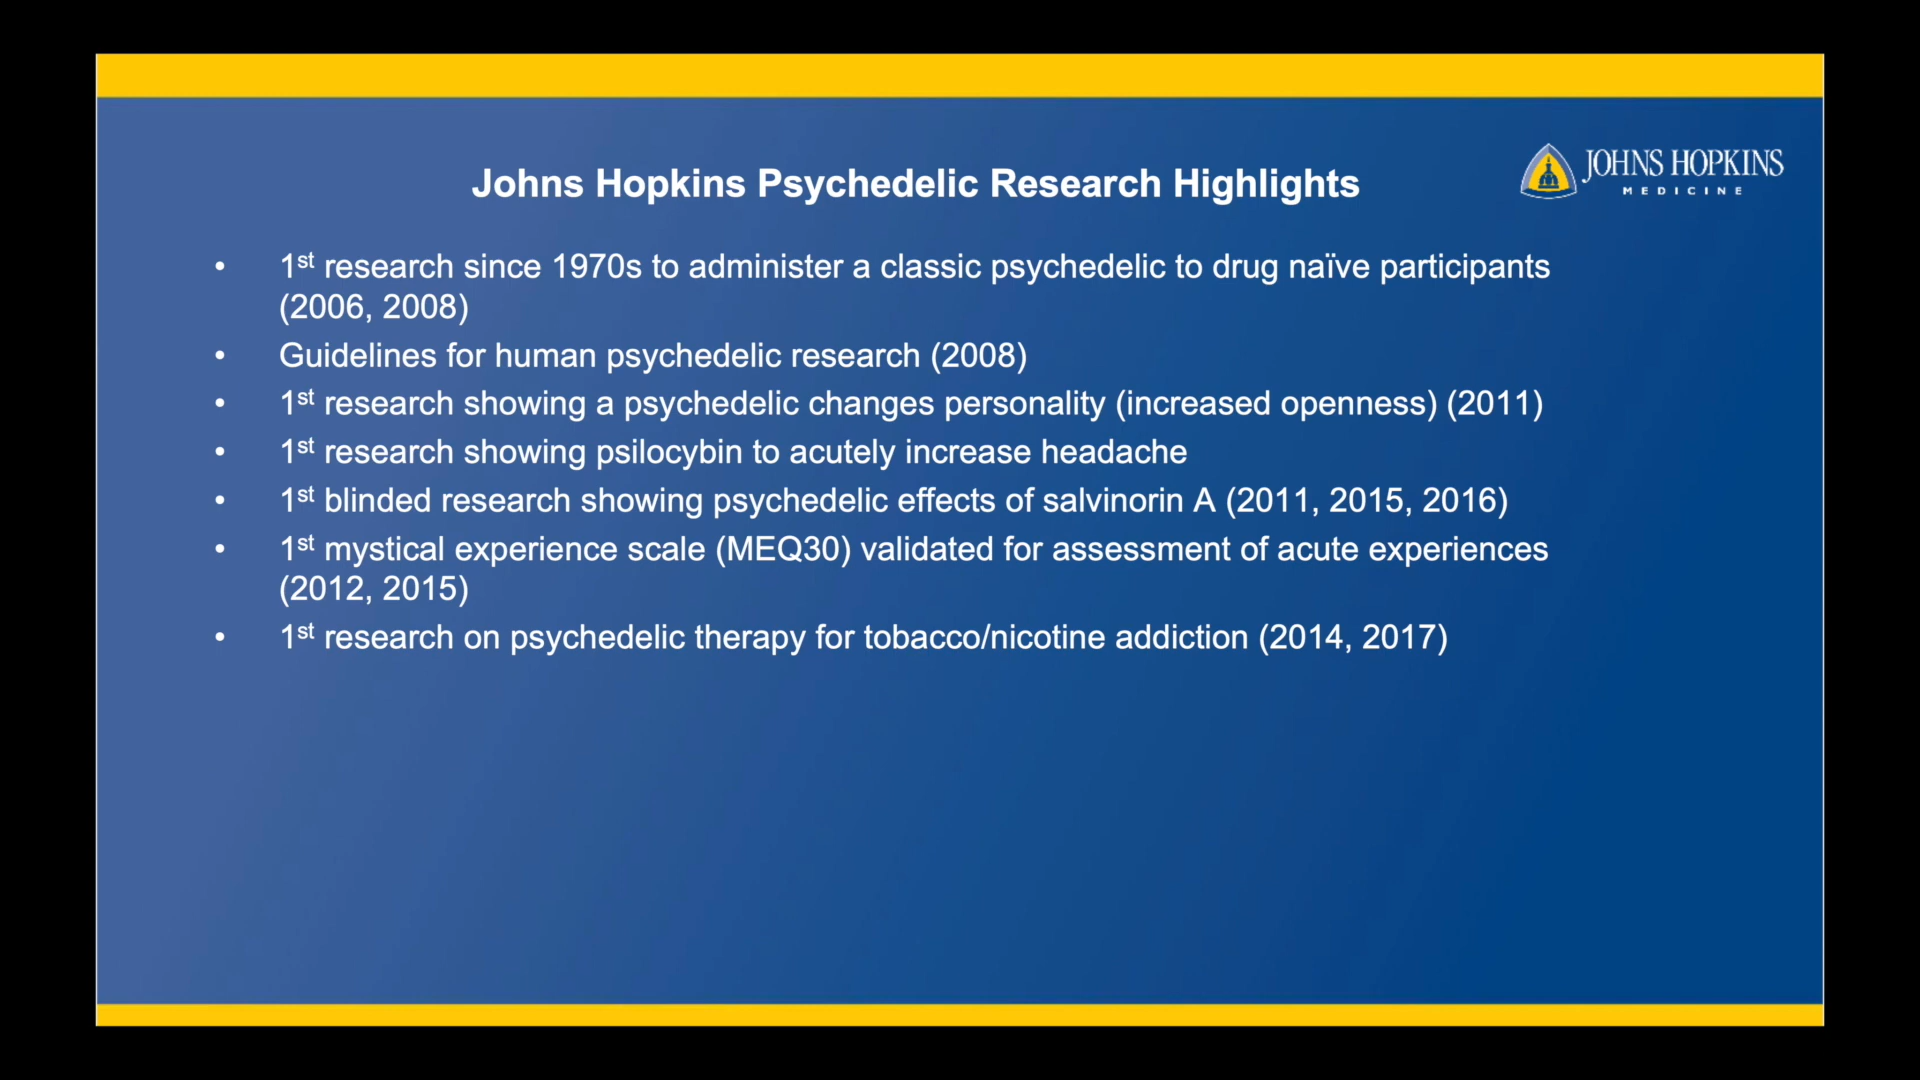 JOHNS HOPKINS
MEDICINE
Johns Hopkins Psychedelic Research Highlights
• 1st research since 1970s to administer a classic psychedelic to drug naïve participants
(2006, 2008)
• Guidelines for human psychedelic research (2008)
• 1st research showing a psychedelic changes personality (increased openness) (2011)
• 1st research showing psilocybin to acutely increase headache
• 1st blinded research showing psychedelic effects of salvinorin A (2011, 2015, 2016)
• 1st mystical experience scale (MEQ30) validated for assessment of acute experiences
(2012, 2015)
• 1st research on psychedelic therapy for tobacco/nicotine addiction (2014, 2017)